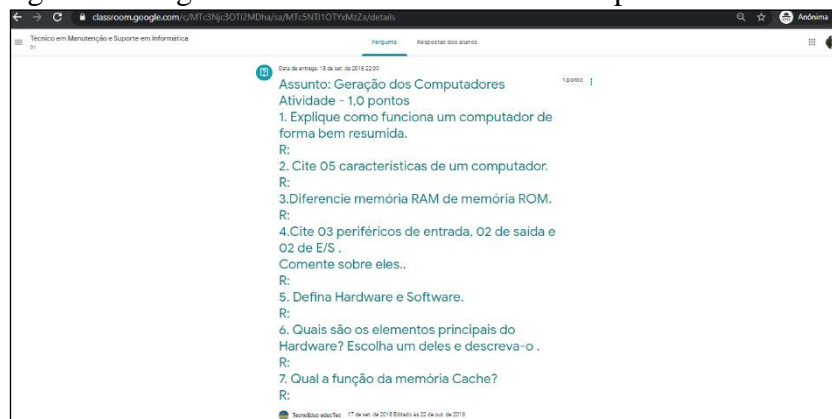 classroom.google.com/c/MTc3Njc3OTI2MDha/sa/MTc5NTI1OTYxMzZa/details
Anônima
Técnico em Manutenção e Suporte em Informática
01
Pergunta
Respostas dos alunos
Data de entrega: 18 de set. de 2018 22:00
Assunto: Geração dos Computadores
1 ponto
Atividade - 1,0 pontos
1. Explique como funciona um computador de
forma bem resumida.
R:
2. Cite 05 características de um computador.
R:
3.Diferencie memória RAM de memória ROM.
R:
4.Cite 03 periféricos de entrada, 02 de saída e
02 de E/S .
Comente sobre eles..
R:
5. Defina Hardware e Software.
R:
6. Quais são os elementos principais do
Hardware? Escolha um deles e descreva-o .
R:
7. Qual a função da memória Cache?
R:
TecnoEduc educTec 17 de set. de 2018 Editado às 22 de out. de 2018